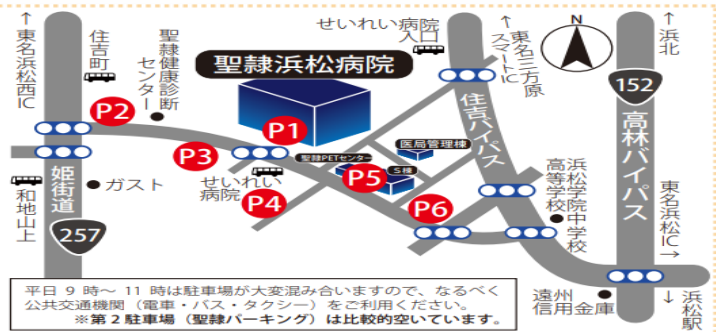 ↑東名浜松西IC
住吉町
聖隷健康診断
センター
せいれい病院
入口
↑東名三方原
スマートIC
N
↑浜北
152
聖隷浜松病院
P2
P1
P3
聖隷PETセンター
医局管理棟
S棟
P5
せいれい
病院
P4
P6
住吉バイパス
高林バイパス
姫街道
257
ガスト
和地山上
浜松学院中学校
高等学校
東名浜松IC→
遠州
信用金庫
↓浜松駅
平日 9 時～ 11 時は駐車場が大変混み合いますので、なるべく
公共交通機関（電車・バス・タクシー）をご利用ください。
※第２駐車場（聖隷パーキング）は比較的空いています。